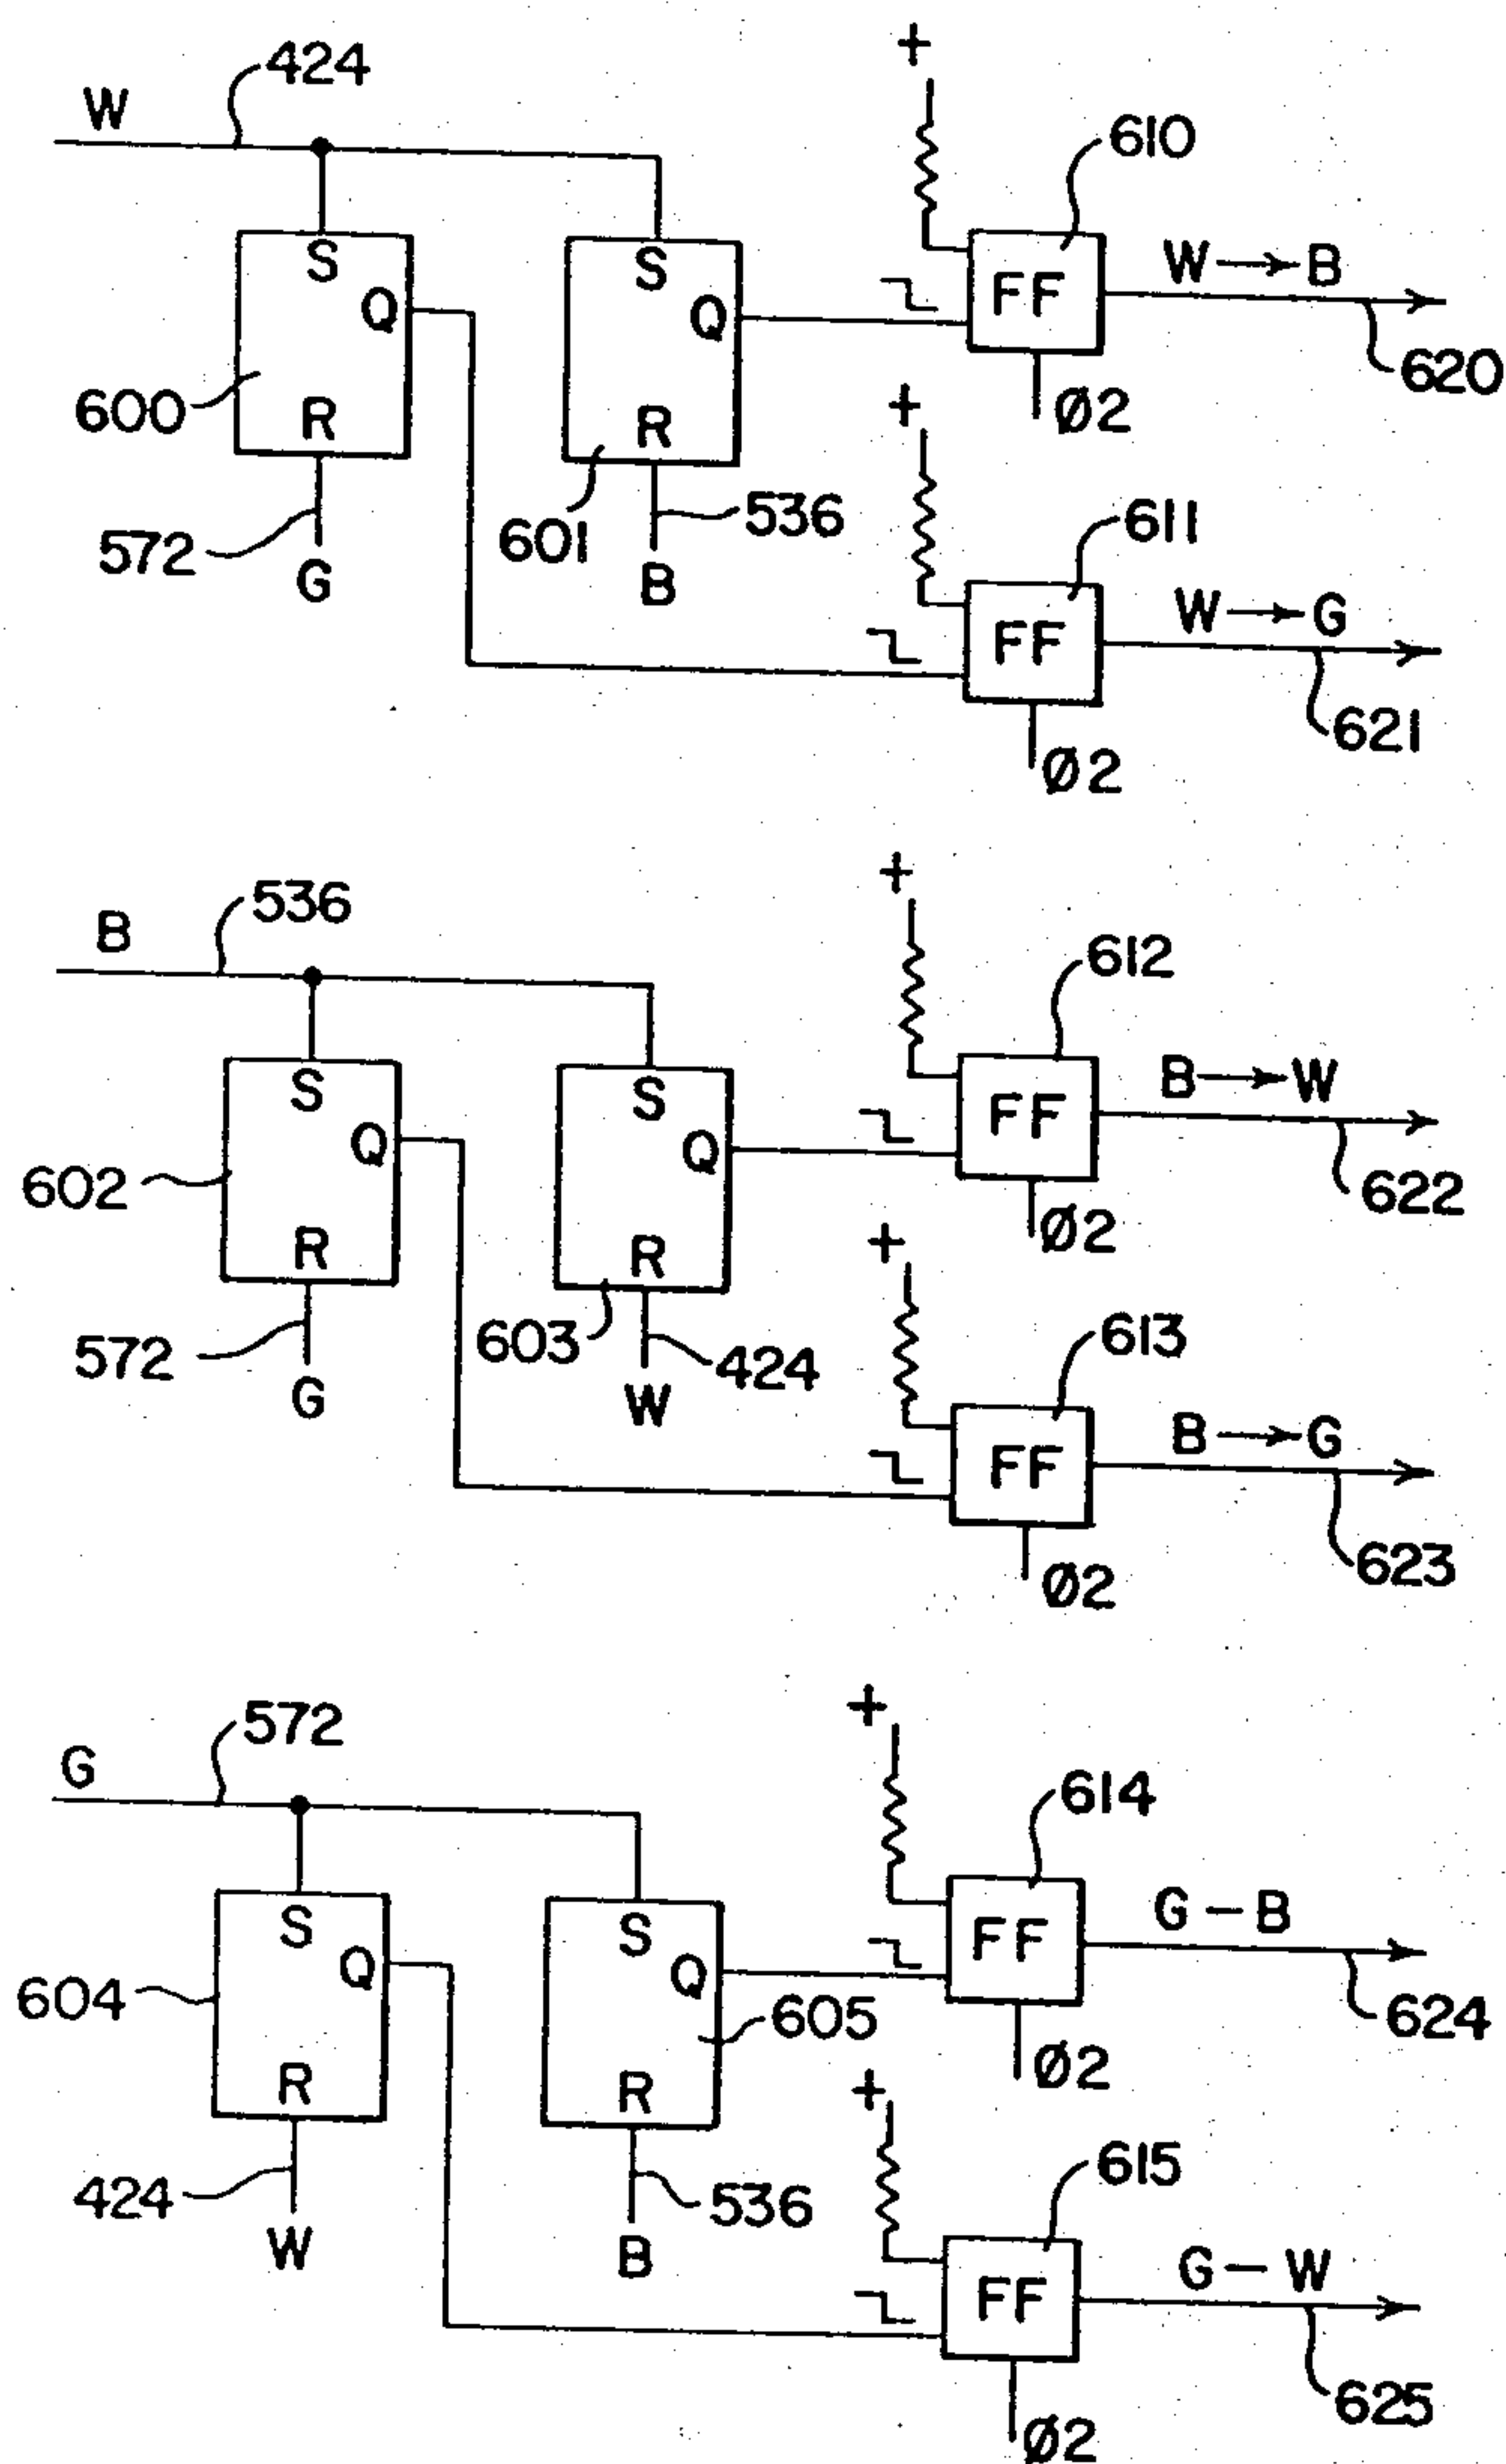 +
424
W
610
S
S
FF
W→B
Q
Q
620
600
R
R
+
Ø2
572
601
536
611
G
B
FF
W→G
621
Ø2
+
536
B
612
S
S
FF
B→W
Q
Q
602
622
R
R
+
Ø2
572
603
424
613
G
W
FF
B→G
623
Ø2
+
572
G
614
S
S
FF
G-B
Q
Q
604
605
624
R
R
+
Ø2
424
536
615
W
B
FF
G-W
625
Ø2